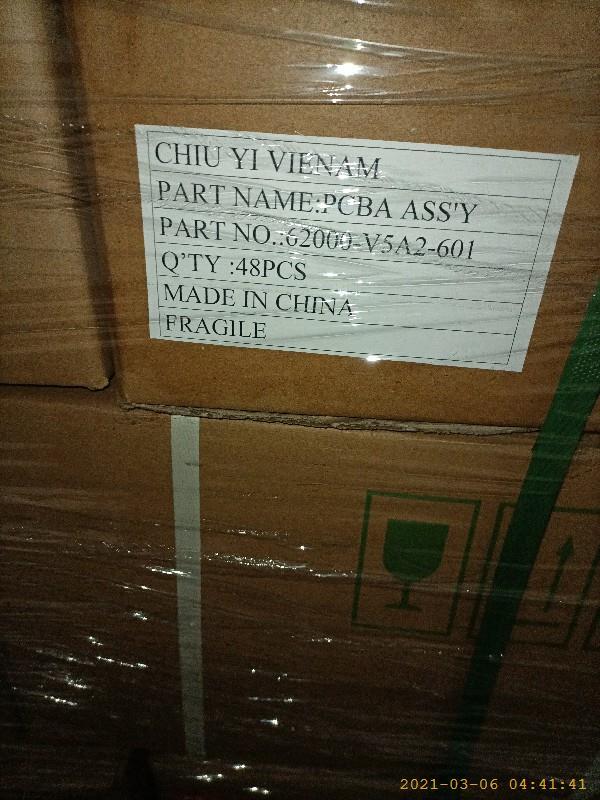 CHIU YI VIENAM
PART NAME:PCBA ASS'Y
PART NO.:62000-V5A2-601
Q'TY :48PCS
MADE IN CHINA
FRAGILE
2021-03-06 04:41:41